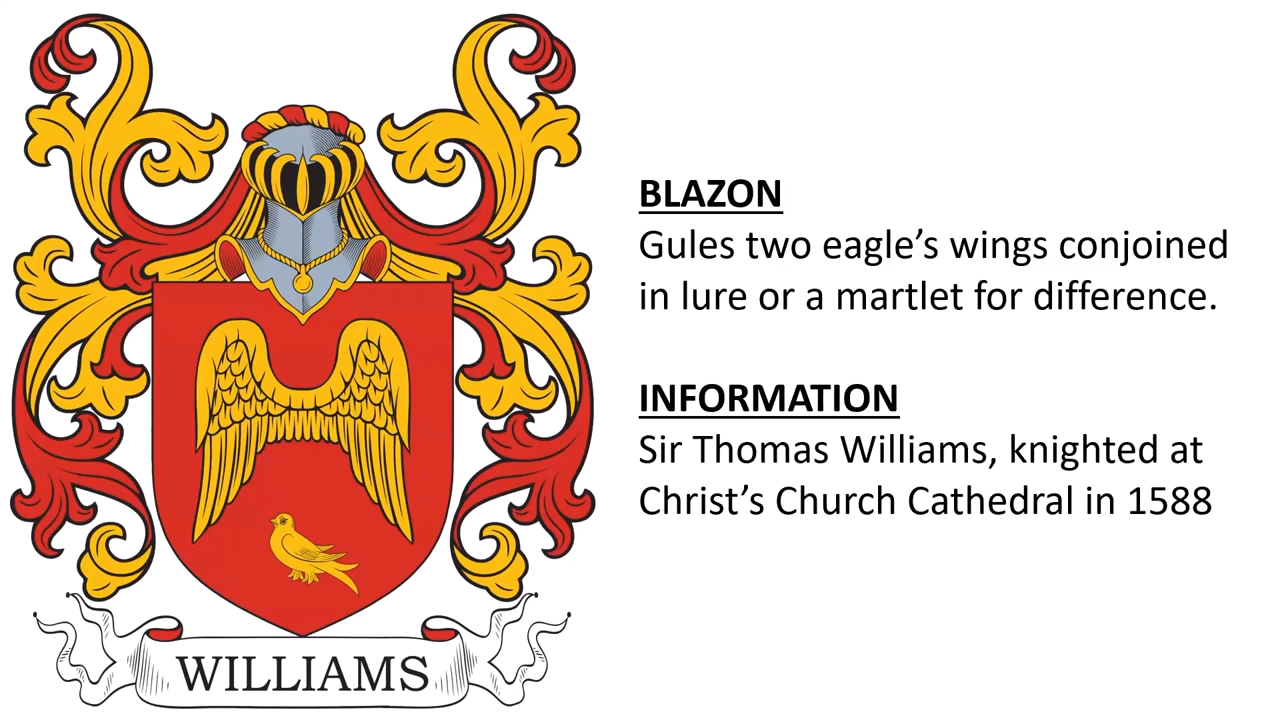 BLAZON
Gules two eagle’s wings conjoined
in lure or a martlet for difference.
INFORMATION
Sir Thomas Williams, knighted at
Christ’s Church Cathedral in 1588
WILLIAMS